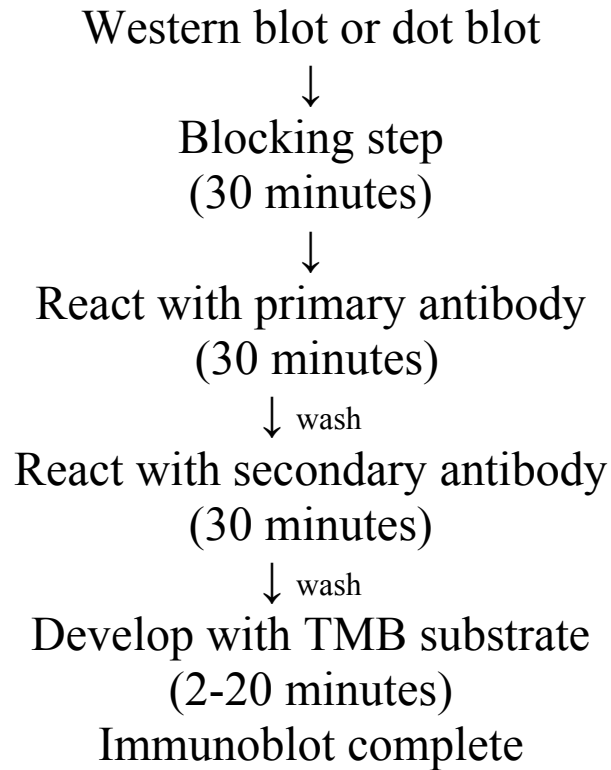 Western blot or dot blot
↓
Blocking step
(30 minutes)
↓
React with primary antibody
(30 minutes)
↓ wash
React with secondary antibody
(30 minutes)
↓ wash
Develop with TMB substrate
(2-20 minutes)
Immunoblot complete